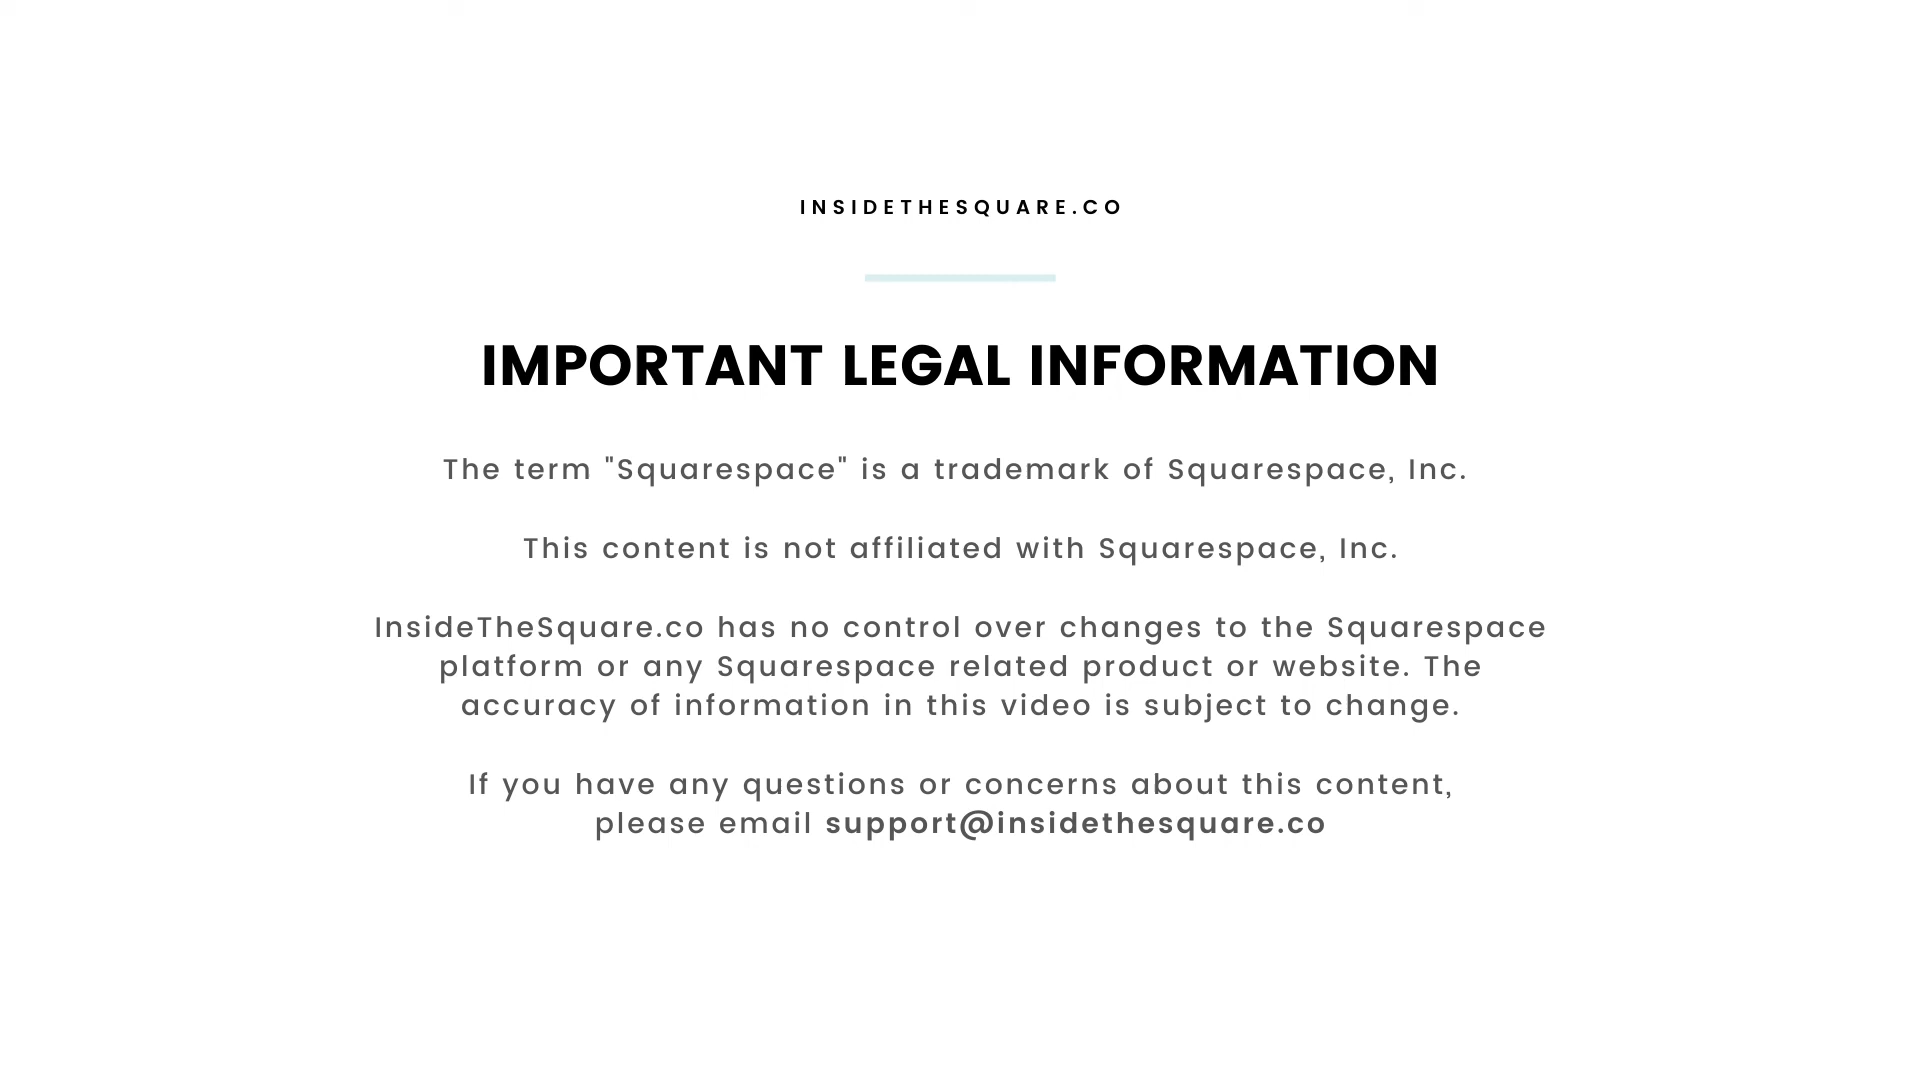 INSIDETHESQUARE.CO
IMPORTANT LEGAL INFORMATION
The term "Squarespace" is a trademark of Squarespace, Inc.
This content is not affiliated with Squarespace, Inc.
InsideTheSquare.co has no control over changes to the Squarespace
platform or any Squarespace related product or website. The
accuracy of information in this video is subject to change.
If you have any questions or concerns about this content,
please email support@insidethesquare.co